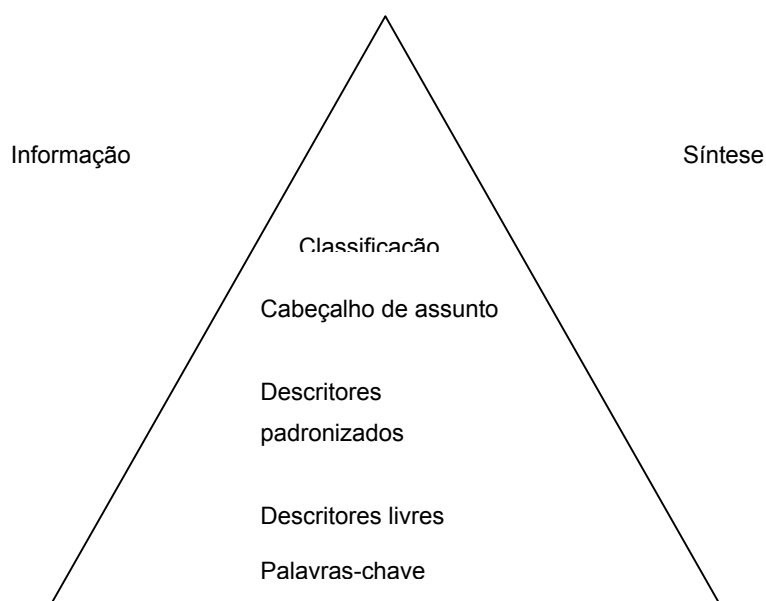 Informação
Síntese
Classificação
Cabeçalho de assunto
Descritores
padronizados
Descritores livres
Palavras-chave